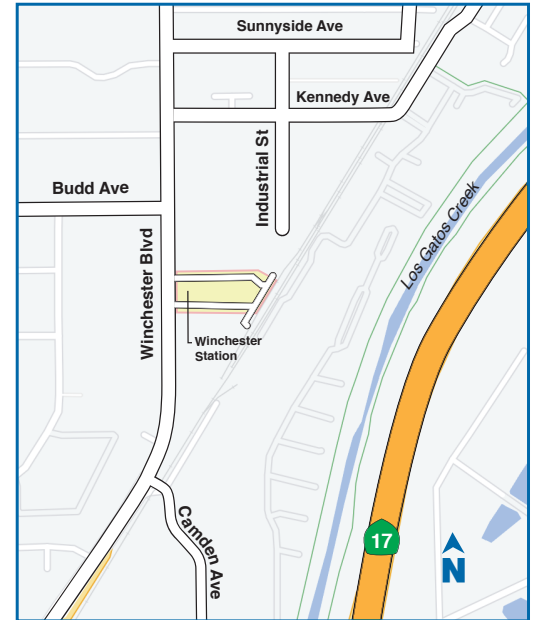 Sunnyside Ave
Kennedy Ave
Industrial St
Budd Ave
Los Gatos Creek
Winchester Blvd
Winchester
Station
Camden Ave
17
N